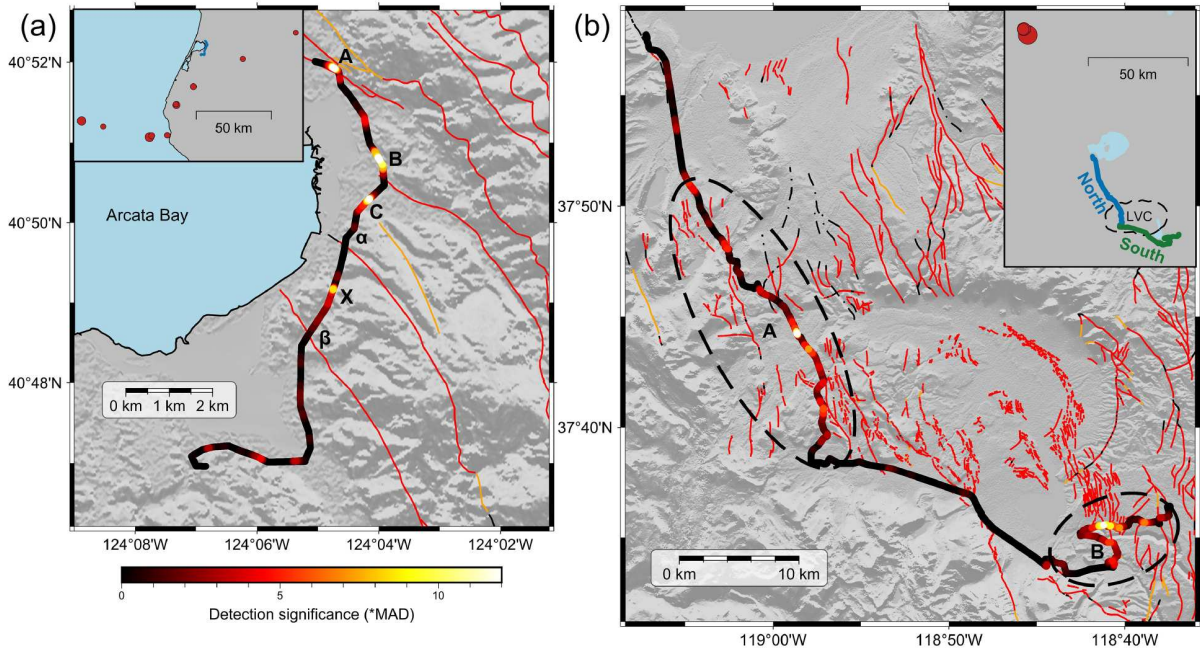 (a)
40°52'N
40°50'N
40°48'N
50 km
Arcata Bay
A
B
C
α
X
β
0 km 1 km 2 km
124°08'W 124°06'W 124°04'W 124°02'W
0 5 10
Detection significance (*MAD)
(b)
37°50'N
37°40'N
50 km
North
LVC
South
A
B
0 km 10 km
119°00'W 118°50'W 118°40'W